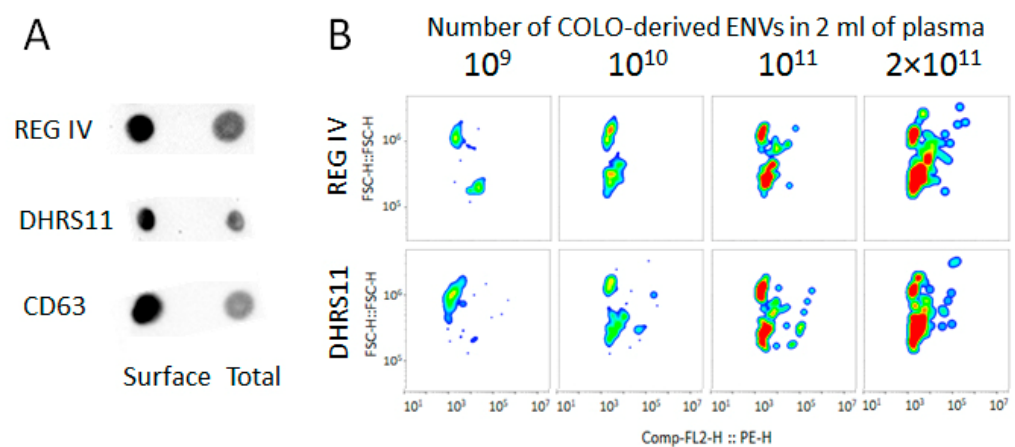 A
REG IV
DHRS11
CD63
Surface Total
B
Number of COLO-derived ENVs in 2 ml of plasma
10⁹ 10¹⁰ 10¹¹ 2×10¹¹
REG IV
FSC-H::FSC-H
10⁶
10⁵
DHRS11
FSC-H::FSC-H
10⁶
10⁵
10¹ 10³ 10⁵ 10⁷ 10¹ 10³ 10⁵ 10⁷ 10¹ 10³ 10⁵ 10⁷ 10¹ 10³ 10⁵ 10⁷
Comp-FL2-H :: PE-H